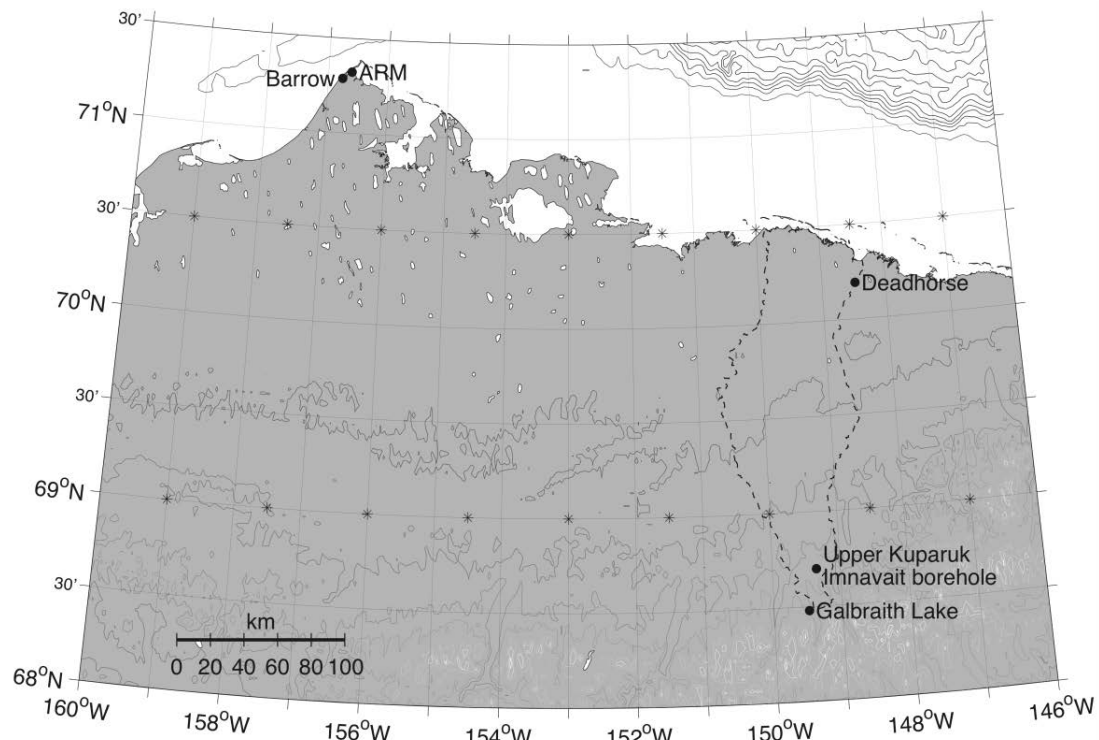 30'
Barrow
ARM
71°N
30'
Deadhorse
70°N
30'
69°N
Upper Kuparuk
Imnavait borehole
30'
Galbraith Lake
km
0 20 40 60 80 100
68°N
160°W
158°W
156°W
154°W
152°W
150°W
148°W
146°W